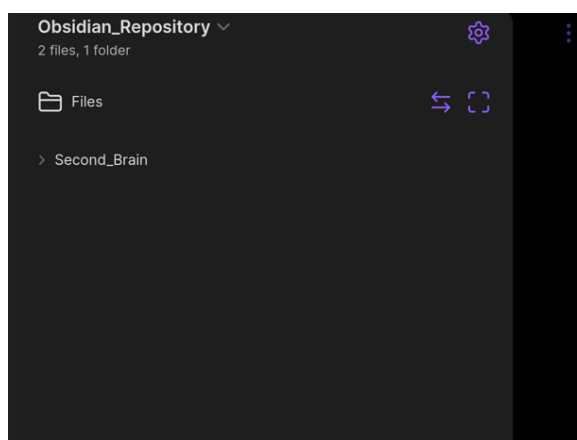 Obsidian_Repository
2 files, 1 folder
Files
Second_Brain